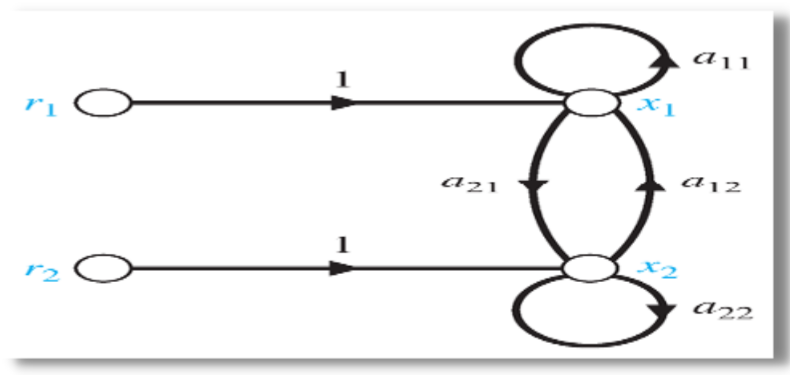 1 a₁₁
r₁ x₁
a₂₁ a₁₂
1
r₂ x₂
a₂₂